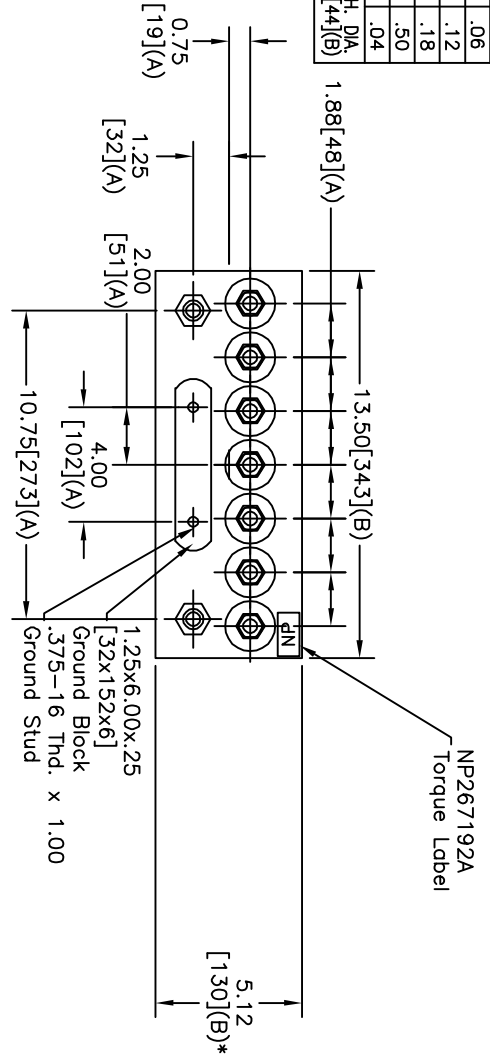 .06
.12
.18
.50
.04
H. DIA.
[44](B)
NP267192A
Torque Label
1.88[48](A)
13.50[343](B)
0.75
[19](A)
1.25
[32](A)
2.00
[51](A)
NP
5.12
[130](B)*
4.00
[102](A)
10.75[273](A)
1.25x6.00x.25
[32x152x6]
Ground Block
.375-16 Thd. x 1.00
Ground Stud